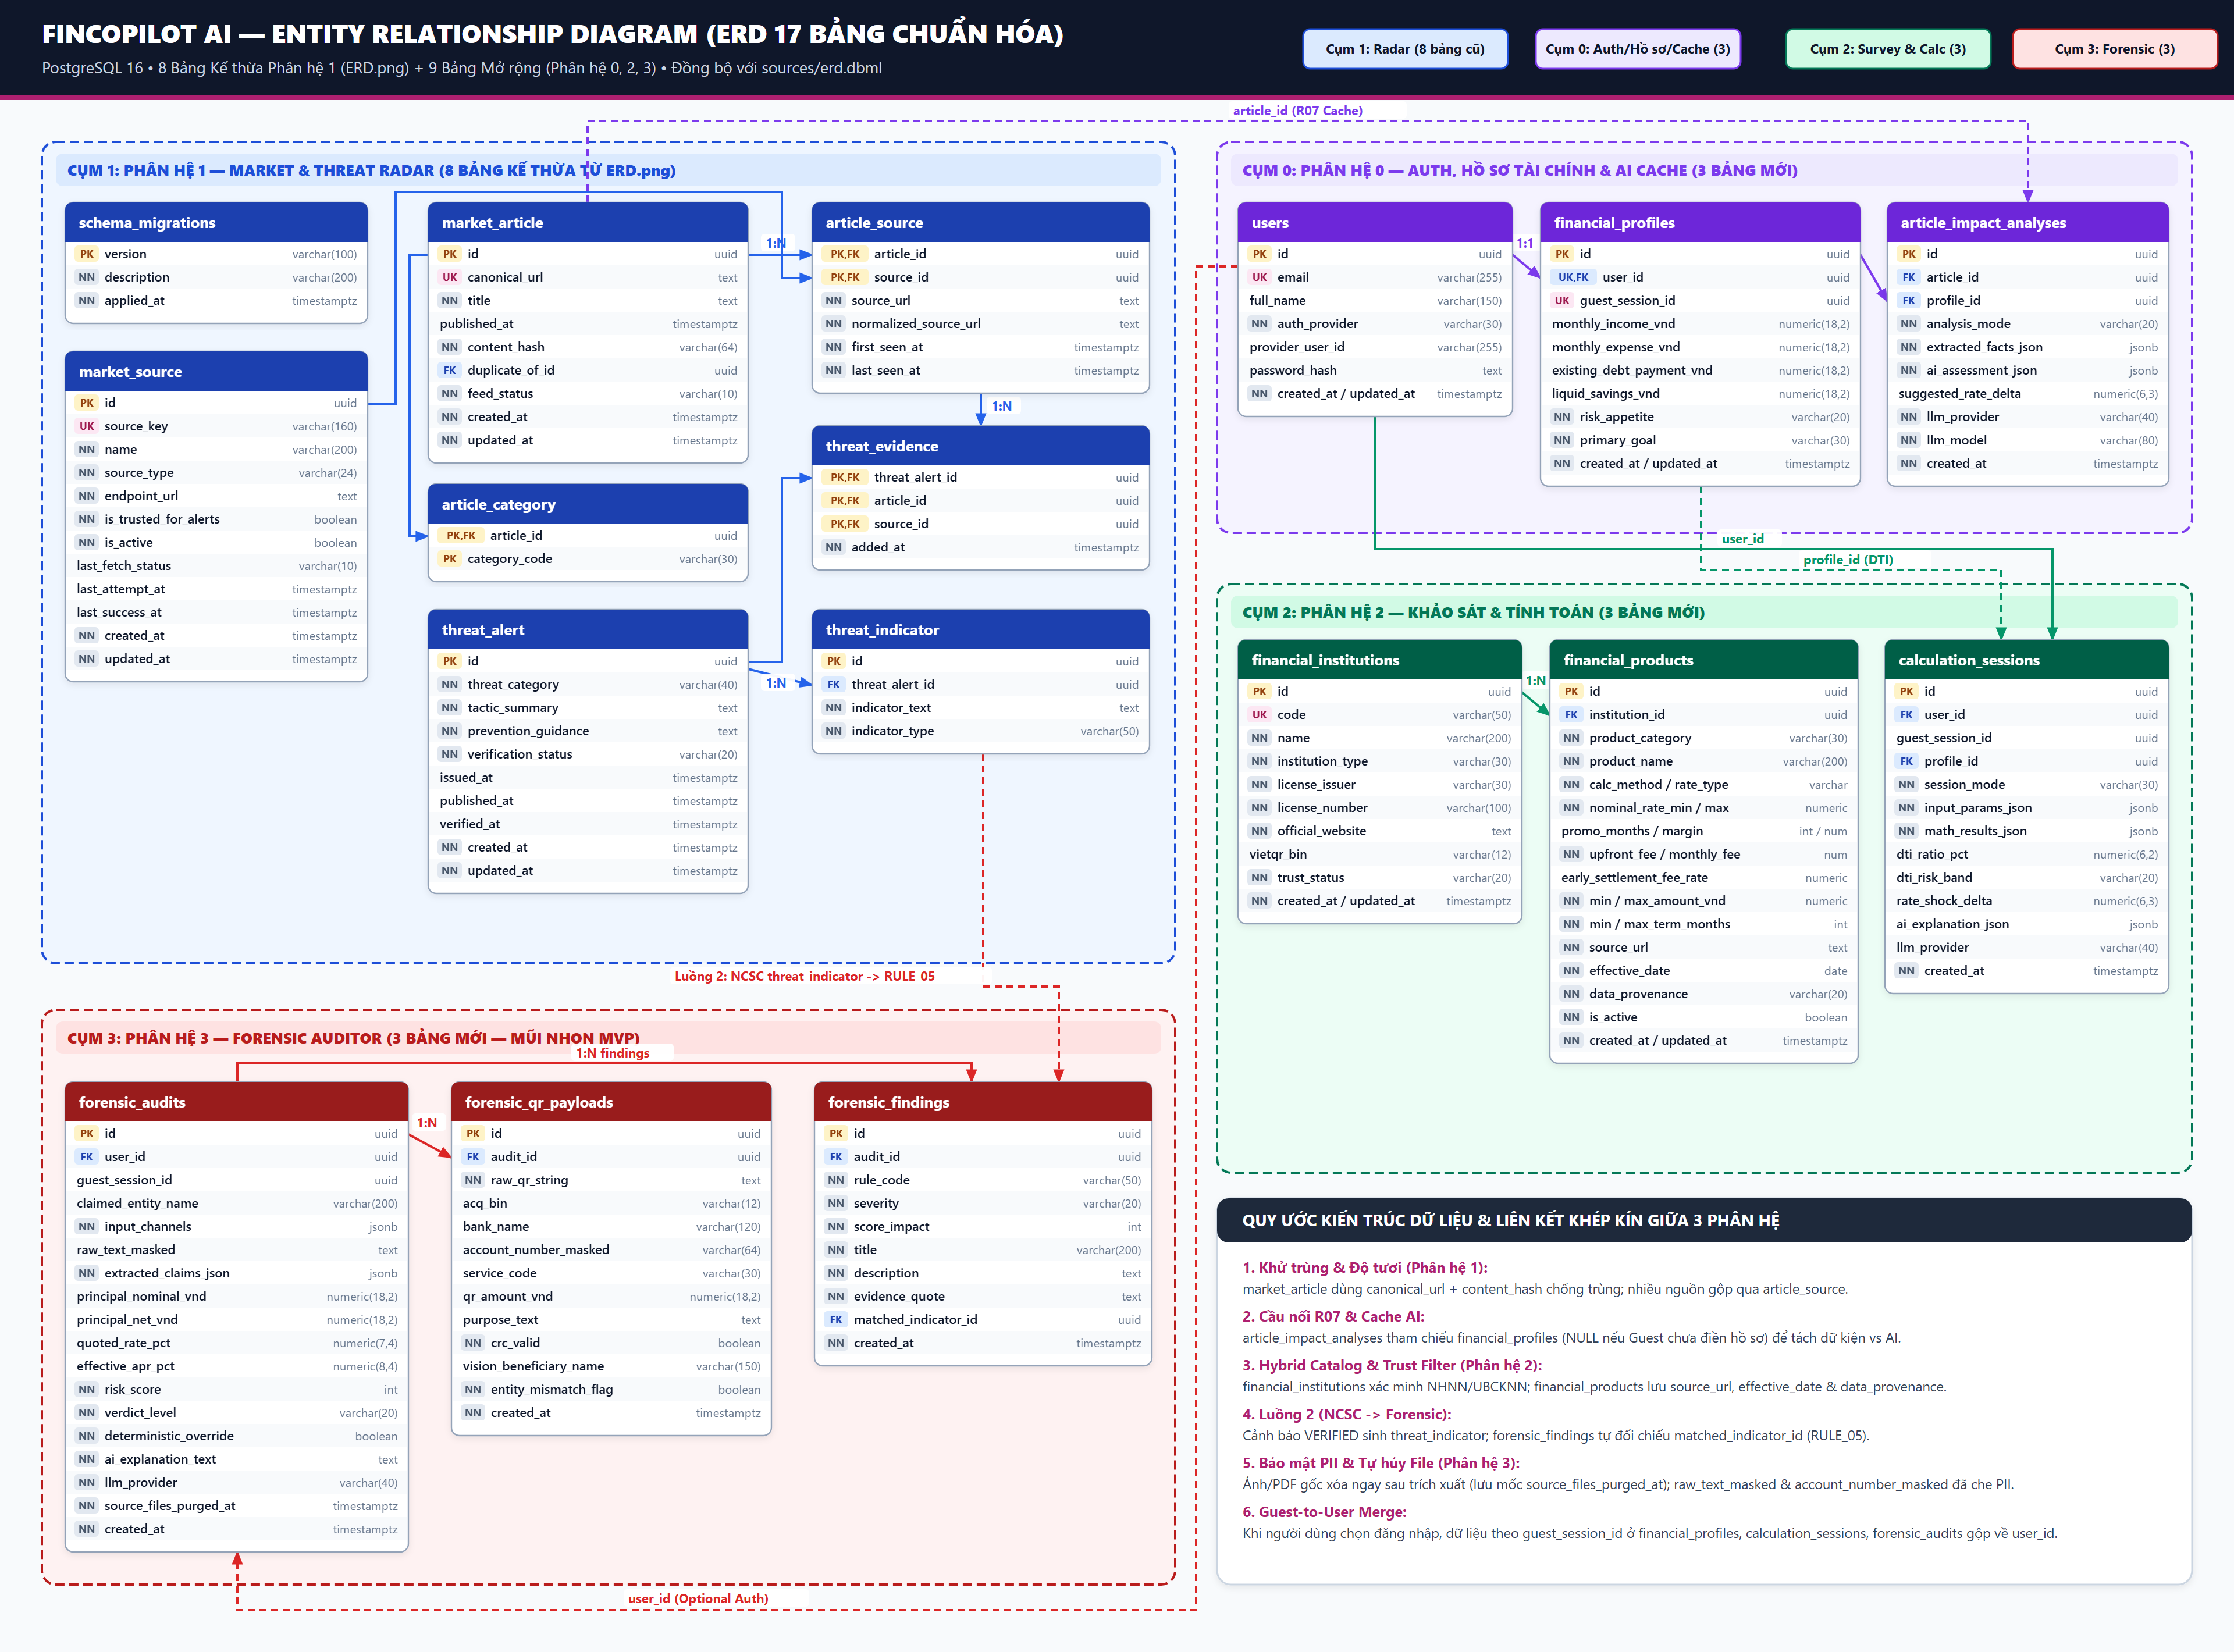 FINCOPILOT AI — ENTITY RELATIONSHIP DIAGRAM (ERD 17 BẢNG CHUẨN HÓA)
PostgreSQL 16 • 8 Bảng Kế thừa Phân hệ 1 (ERD.png) + 9 Bảng Mở rộng (Phân hệ 0, 2, 3) • Đồng bộ với sources/erd.dbml
Cụm 1: Radar (8 bảng cũ)
Cụm 0: Auth/Hồ sơ/Cache (3)
Cụm 2: Survey & Calc (3)
Cụm 3: Forensic (3)
article_id (R07 Cache)
CỤM 1: PHÂN HỆ 1 — MARKET & THREAT RADAR (8 BẢNG KẾ THỪA TỪ ERD.png)
schema_migrations
PK version varchar(100)
NN description varchar(200)
NN applied_at timestamptz
market_source
PK id uuid
UK source_key varchar(160)
NN name varchar(200)
NN source_type varchar(24)
NN endpoint_url text
NN is_trusted_for_alerts boolean
NN is_active boolean
last_fetch_status varchar(10)
last_attempt_at timestamptz
last_success_at timestamptz
NN created_at timestamptz
NN updated_at timestamptz
market_article
PK id uuid
UK canonical_url text
NN title text
published_at timestamptz
NN content_hash varchar(64)
FK duplicate_of_id uuid
NN feed_status varchar(10)
NN created_at timestamptz
NN updated_at timestamptz
article_category
PK,FK article_id uuid
PK category_code varchar(30)
threat_alert
PK id uuid
NN threat_category varchar(40)
NN tactic_summary text
NN prevention_guidance text
NN verification_status varchar(20)
issued_at timestamptz
published_at timestamptz
verified_at timestamptz
NN created_at timestamptz
NN updated_at timestamptz
1:N
article_source
PK,FK article_id uuid
PK,FK source_id uuid
NN source_url text
NN normalized_source_url text
NN first_seen_at timestamptz
NN last_seen_at timestamptz
1:N
threat_evidence
PK,FK threat_alert_id uuid
PK,FK article_id uuid
PK,FK source_id uuid
NN added_at timestamptz
1:N
threat_indicator
PK id uuid
FK threat_alert_id uuid
NN indicator_text text
NN indicator_type varchar(50)
CỤM 0: PHÂN HỆ 0 — AUTH, HỒ SƠ TÀI CHÍNH & AI CACHE (3 BẢNG MỚI)
users
PK id uuid
UK email varchar(255)
full_name varchar(150)
NN auth_provider varchar(30)
provider_user_id varchar(255)
password_hash text
NN created_at / updated_at timestamptz
1:1
financial_profiles
PK id uuid
UK,FK user_id uuid
UK guest_session_id uuid
monthly_income_vnd numeric(18,2)
monthly_expense_vnd numeric(18,2)
existing_debt_payment_vnd numeric(18,2)
liquid_savings_vnd numeric(18,2)
NN risk_appetite varchar(20)
NN primary_goal varchar(30)
NN created_at / updated_at timestamptz
article_impact_analyses
PK id uuid
FK article_id uuid
FK profile_id uuid
NN analysis_mode varchar(20)
NN extracted_facts_json jsonb
NN ai_assessment_json jsonb
suggested_rate_delta numeric(6,3)
NN llm_provider varchar(40)
NN llm_model varchar(80)
NN created_at timestamptz
user_id
profile_id (DTI)
CỤM 2: PHÂN HỆ 2 — KHẢO SÁT & TÍNH TOÁN (3 BẢNG MỚI)
financial_institutions
PK id uuid
UK code varchar(50)
NN name varchar(200)
NN institution_type varchar(30)
NN license_issuer varchar(30)
NN license_number varchar(100)
NN official_website text
vietqr_bin varchar(12)
NN trust_status varchar(20)
NN created_at / updated_at timestamptz
1:N
financial_products
PK id uuid
FK institution_id uuid
NN product_category varchar(30)
NN product_name varchar(200)
NN calc_method / rate_type varchar
NN nominal_rate_min / max numeric
promo_months / margin int / num
NN upfront_fee / monthly_fee num
early_settlement_fee_rate numeric
NN min / max_amount_vnd numeric
NN min / max_term_months int
NN source_url text
NN effective_date date
NN data_provenance varchar(20)
NN is_active boolean
NN created_at / updated_at timestamptz
calculation_sessions
PK id uuid
FK user_id uuid
guest_session_id uuid
FK profile_id uuid
NN session_mode varchar(30)
NN input_params_json jsonb
NN math_results_json jsonb
dti_ratio_pct numeric(6,2)
dti_risk_band varchar(20)
rate_shock_delta numeric(6,3)
ai_explanation_json jsonb
llm_provider varchar(40)
NN created_at timestamptz
Luồng 2: NCSC threat_indicator -> RULE_05
CỤM 3: PHÂN HỆ 3 — FORENSIC AUDITOR (3 BẢNG MỚI — MŨI NHỌN MVP)
1:N findings
forensic_audits
PK id uuid
FK user_id uuid
guest_session_id uuid
claimed_entity_name varchar(200)
NN input_channels jsonb
raw_text_masked text
NN extracted_claims_json jsonb
principal_nominal_vnd numeric(18,2)
principal_net_vnd numeric(18,2)
quoted_rate_pct numeric(7,4)
effective_apr_pct numeric(8,4)
NN risk_score int
NN verdict_level varchar(20)
NN deterministic_override boolean
NN ai_explanation_text text
NN llm_provider varchar(40)
NN source_files_purged_at timestamptz
NN created_at timestamptz
1:N
forensic_qr_payloads
PK id uuid
FK audit_id uuid
NN raw_qr_string text
acq_bin varchar(12)
bank_name varchar(120)
account_number_masked varchar(64)
service_code varchar(30)
qr_amount_vnd numeric(18,2)
purpose_text text
NN crc_valid boolean
vision_beneficiary_name varchar(150)
NN entity_mismatch_flag boolean
NN created_at timestamptz
forensic_findings
PK id uuid
FK audit_id uuid
NN rule_code varchar(50)
NN severity varchar(20)
NN score_impact int
NN title varchar(200)
NN description text
NN evidence_quote text
FK matched_indicator_id uuid
NN created_at timestamptz
user_id (Optional Auth)
QUY ƯỚC KIẾN TRÚC DỮ LIỆU & LIÊN KẾT KHÉP KÍN GIỮA 3 PHÂN HỆ
1. Khử trùng & Độ tươi (Phân hệ 1):
market_article dùng canonical_url + content_hash chống trùng; nhiều nguồn gộp qua article_source.
2. Cầu nối R07 & Cache AI:
article_impact_analyses tham chiếu financial_profiles (NULL nếu Guest chưa điền hồ sơ) để tách dữ kiện vs AI.
3. Hybrid Catalog & Trust Filter (Phân hệ 2):
financial_institutions xác minh NHNN/UBCKNN; financial_products lưu source_url, effective_date & data_provenance.
4. Luồng 2 (NCSC -> Forensic):
Cảnh báo VERIFIED sinh threat_indicator; forensic_findings tự đối chiếu matched_indicator_id (RULE_05).
5. Bảo mật PII & Tự hủy File (Phân hệ 3):
Ảnh/PDF gốc xóa ngay sau trích xuất (lưu mốc source_files_purged_at); raw_text_masked & account_number_masked đã che PII.
6. Guest-to-User Merge:
Khi người dùng chọn đăng nhập, dữ liệu theo guest_session_id ở financial_profiles, calculation_sessions, forensic_audits gộp về user_id.